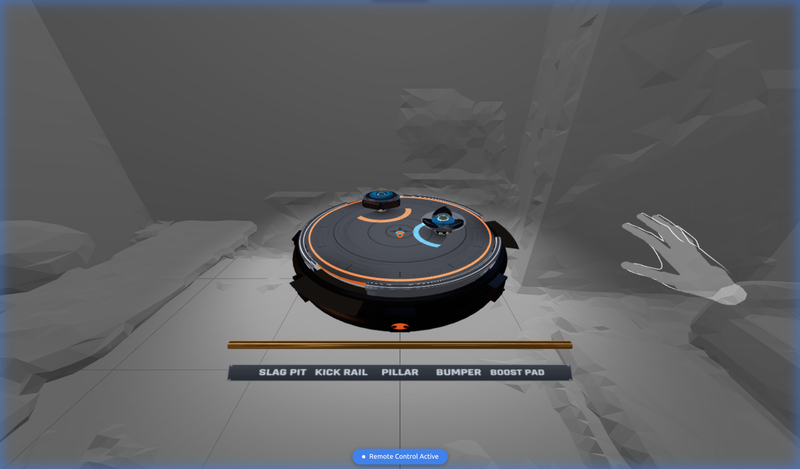 SLAG PIT KICK RAIL PILLAR BUMPER BOOST PAD
Remote Control Active